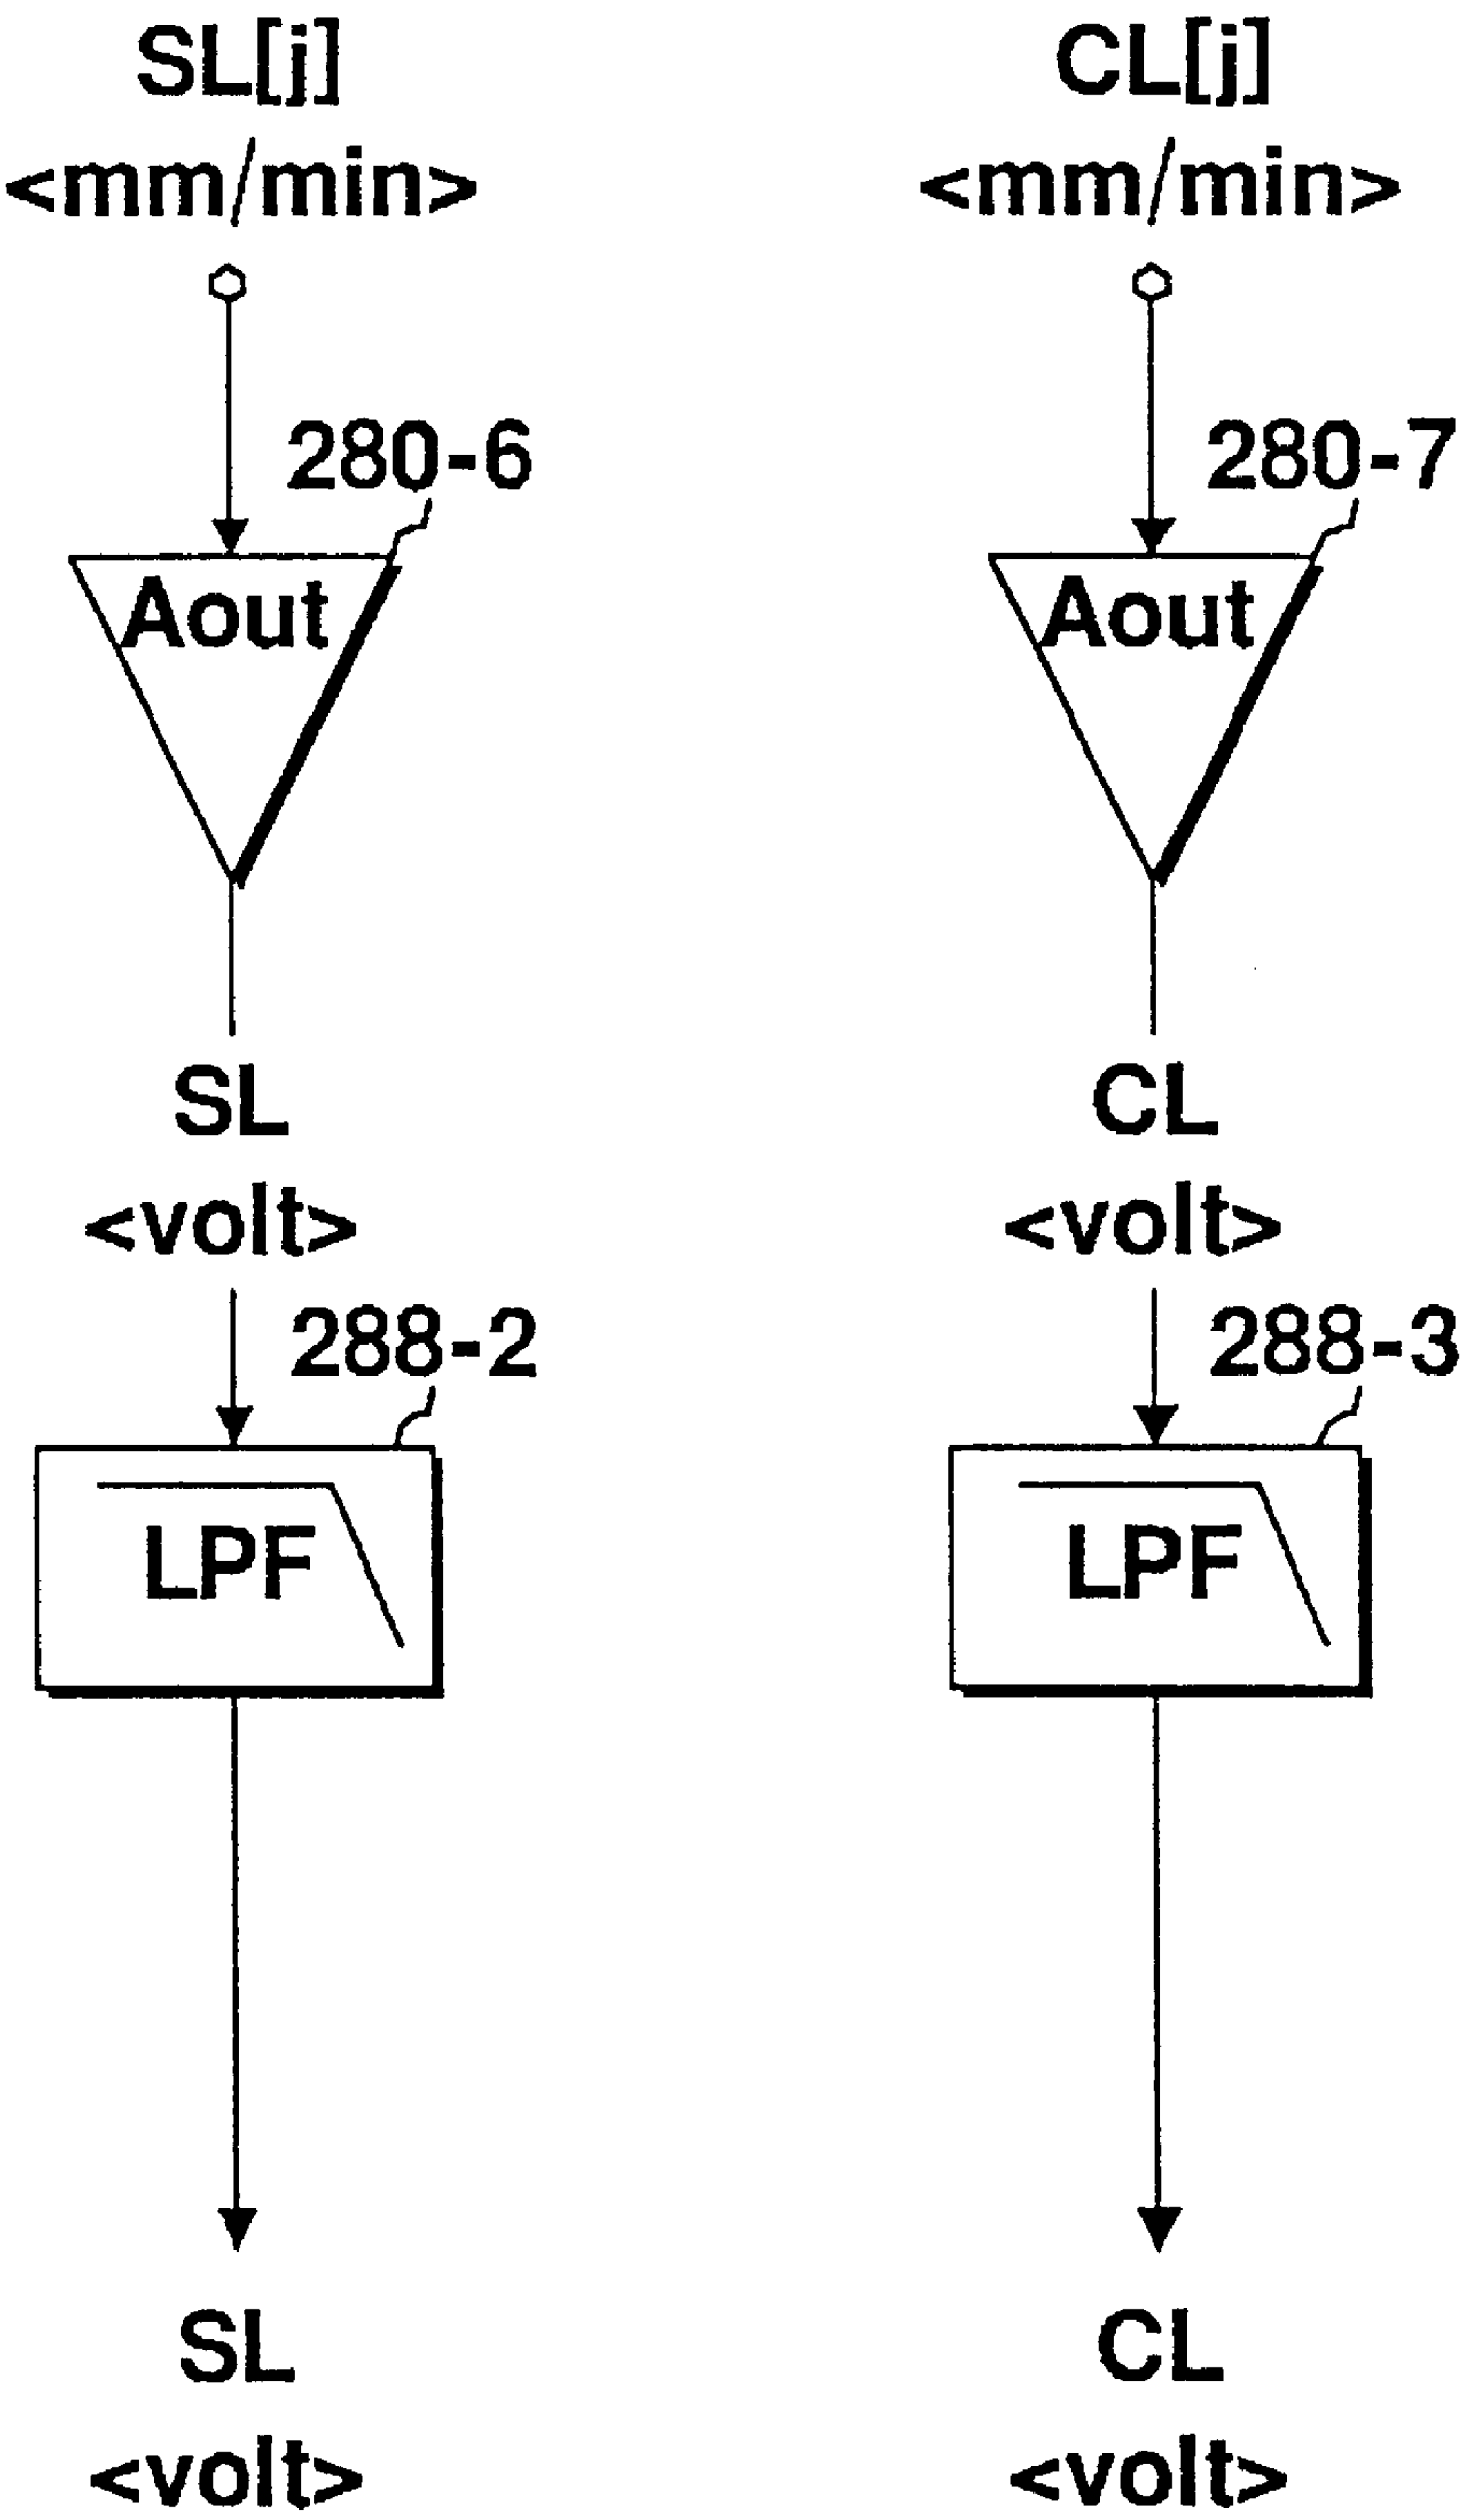 SL[j]
<mm/min>
280-6
Aout
SL
<volt>
288-2
LPF
SL
<volt>
CL[j]
<mm/min>
280-7
Aout
CL
<volt>
288-3
LPF
CL
<volt>